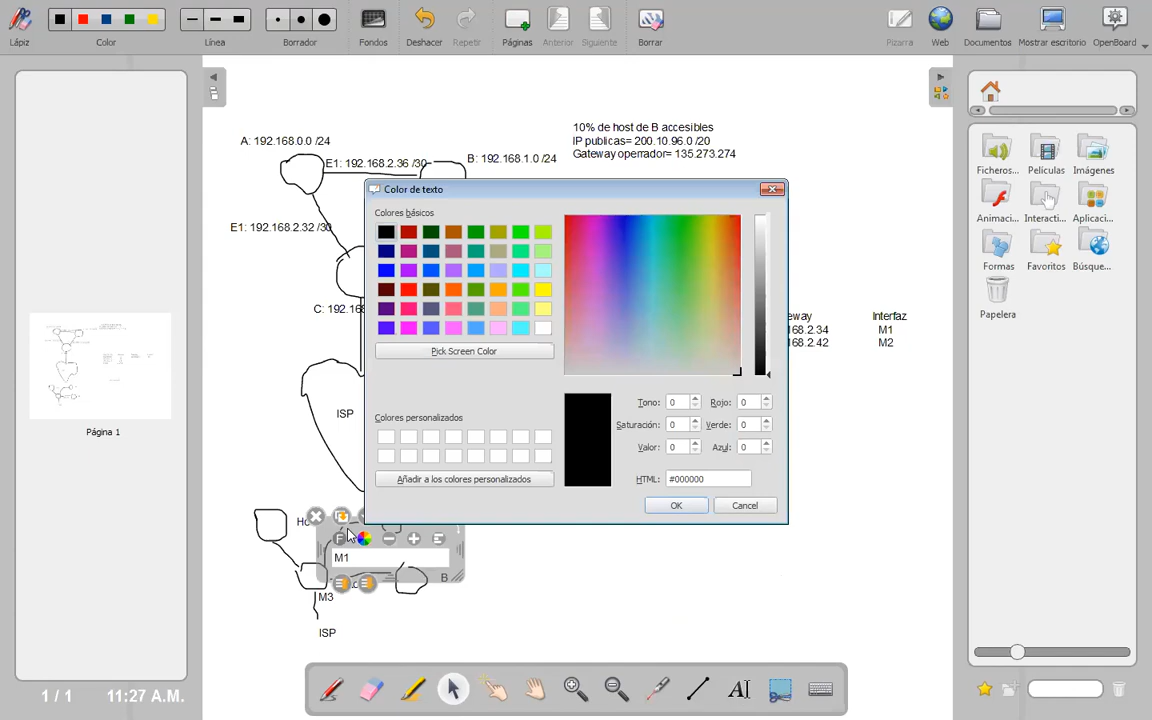 Lápiz
Color
Línea
Borrador
Fondos
Deshacer
Repetir
Páginas
Anterior
Siguiente
Borrar
Pizarra
Web
Documentos
Mostrar escritorio
OpenBoard
A: 192.168.0.0 /24
E1: 192.168.2.36 /30
B: 192.168.1.0 /24
10% de host de B accesibles
IP publicas= 200.10.96.0 /20
Gateway operrador= 135.273.274
E1: 192.168.2.32 /30
C: 192.16
ISP
Color de texto
Colores básicos
Pick Screen Color
Colores personalizados
Añadir a los colores personalizados
Tono: 0
Rojo: 0
Saturación: 0
Verde: 0
Valor: 0
Azul: 0
HTML: #000000
OK
Cancel
way
Interfaz
68.2.34
M1
68.2.42
M2
Ho
F
M1
B
M3
ISP
Página 1
1 / 1
11:27 A.M.
Ficheros...
Películas
Imágenes
Animaci...
Interacti...
Aplicaci...
Formas
Favoritos
Búsque...
Papelera